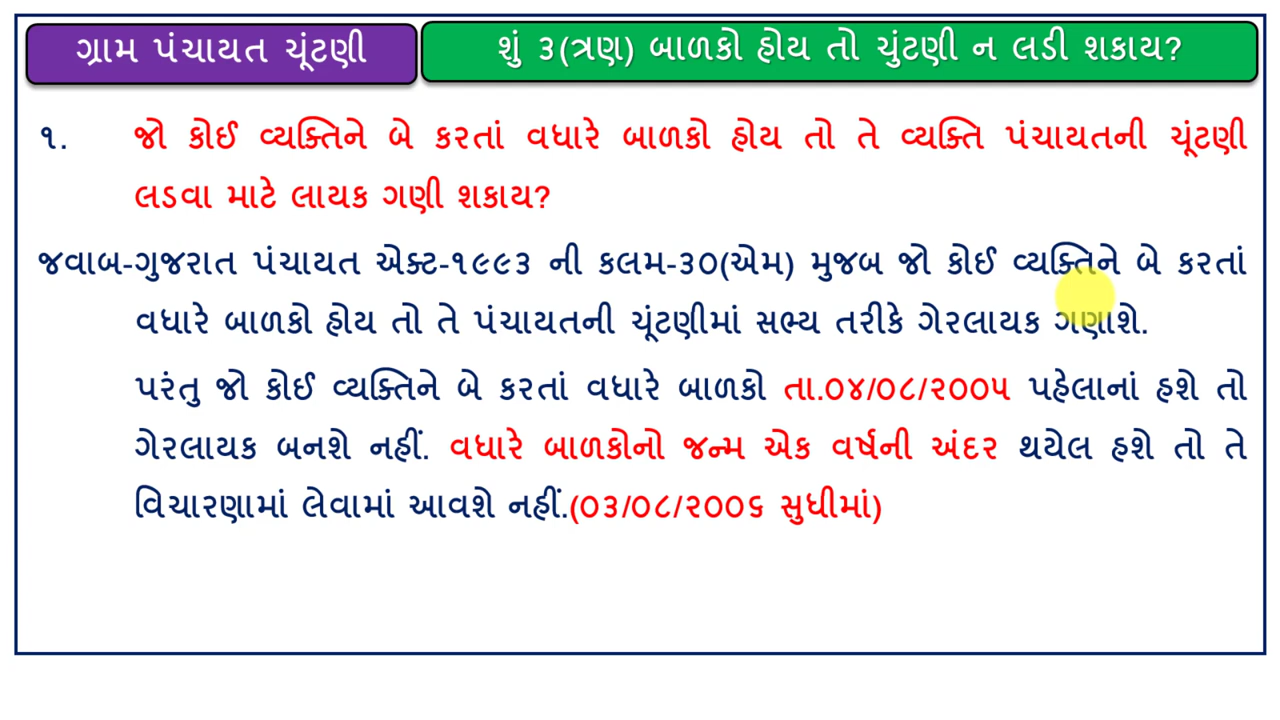 ગ્રામ પંચાયત ચૂંટણી
શું ૩(ત્રણ) બાળકો હોય તો ચુંટણી ન લડી શકાય?
૧. જો કોઈ વ્યક્તિને બે કરતાં વધારે બાળકો હોય તો તે વ્યક્તિ પંચાયતની ચૂંટણી
લડવા માટે લાયક ગણી શકાય?
જવાબ-ગુજરાત પંચાયત એક્ટ-૧૯૯૩ ની કલમ-૩૦(એમ) મુજબ જો કોઈ વ્યક્તિને બે કરતાં
વધારે બાળકો હોય તો તે પંચાયતની ચૂંટણીમાં સભ્ય તરીકે ગેરલાયક ગણાશે.
પરંતુ જો કોઈ વ્યક્તિને બે કરતાં વધારે બાળકો તા.૦૪/૦૮/૨૦૦૫ પહેલાનાં હશે તો
ગેરલાયક બનશે નહીં. વધારે બાળકોનો જન્મ એક વર્ષની અંદર થયેલ હશે તો તે
વિચારણામાં લેવામાં આવશે નહીં.(૦૩/૦૮/૨૦૦૬ સુધીમાં)